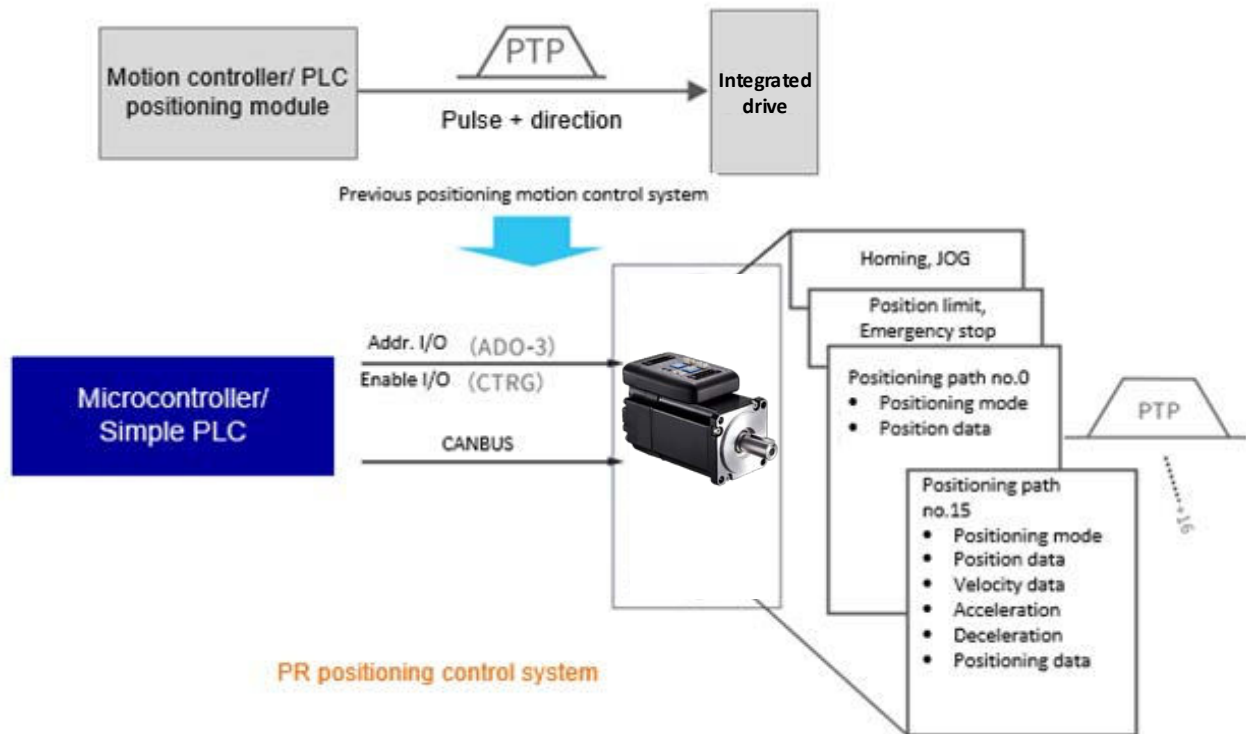 Motion controller/ PLC
positioning module
PTP
Pulse + direction
Integrated
drive
Previous positioning motion control system
Homing, JOG
Position limit,
Emergency stop
Addr. I/O (ADO-3)
Enable I/O (CTRG)
CANBUS
Microcontroller/
Simple PLC
Positioning path no.0
• Positioning mode
• Position data
PTP
Positioning path
no.15
• Positioning mode
• Position data
• Velocity data
• Acceleration
• Deceleration
• Positioning data
+16
PR positioning control system